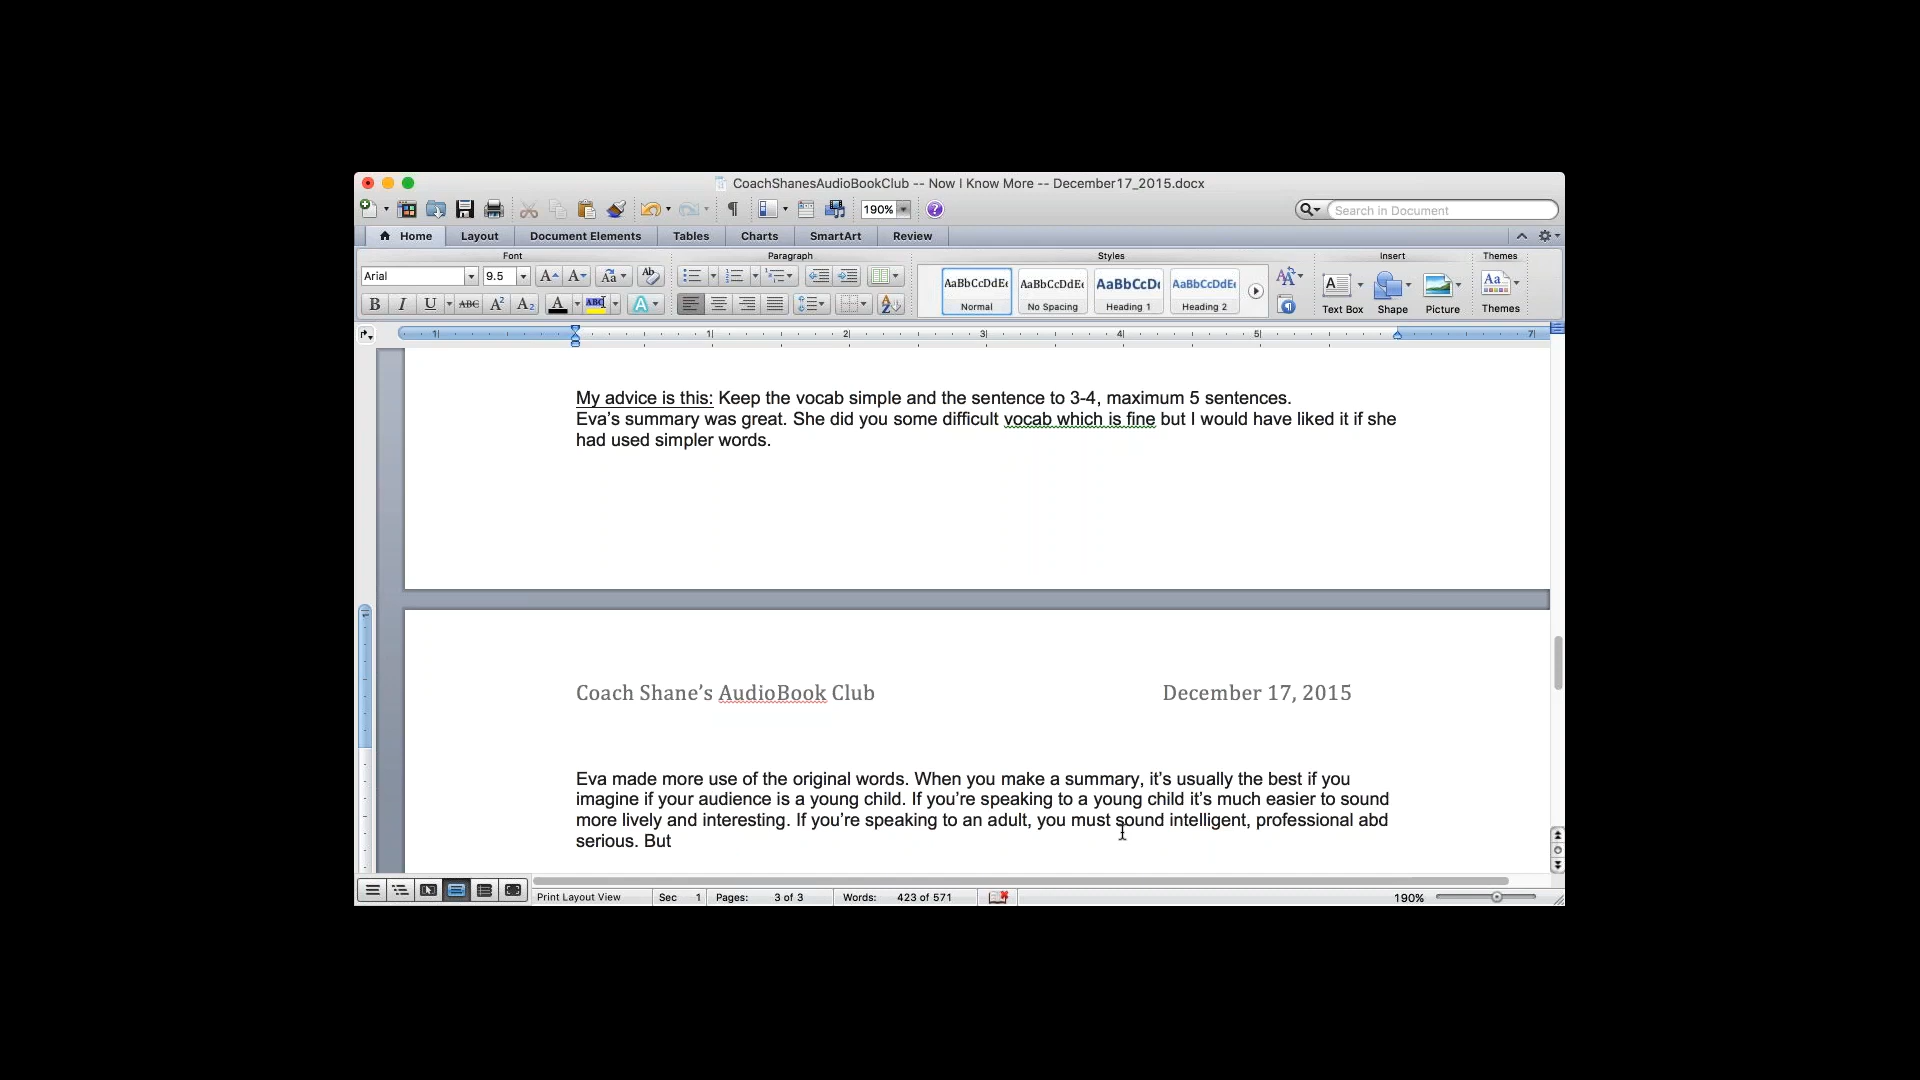 CoachShanesAudioBookClub -- Now I Know More -- December17_2015.docx
190%
Search in Document
Home Layout Document Elements Tables Charts SmartArt Review
Font Paragraph Styles Insert Themes
Arial 9.5
AaBbCcDdEe AaBbCcDdEe AaBbCcDc AaBbCcDdEe
Normal No Spacing Heading 1 Heading 2
Text Box Shape Picture Themes
My advice is this: Keep the vocab simple and the sentence to 3-4, maximum 5 sentences.
Eva’s summary was great. She did you some difficult vocab which is fine but I would have liked it if she
had used simpler words.
Coach Shane’s AudioBook Club December 17, 2015
Eva made more use of the original words. When you make a summary, it’s usually the best if you
imagine if your audience is a young child. If you’re speaking to a young child it’s much easier to sound
more lively and interesting. If you’re speaking to an adult, you must sound intelligent, professional abd
serious. But
Print Layout View Sec 1 Pages: 3 of 3 Words: 423 of 571 190%